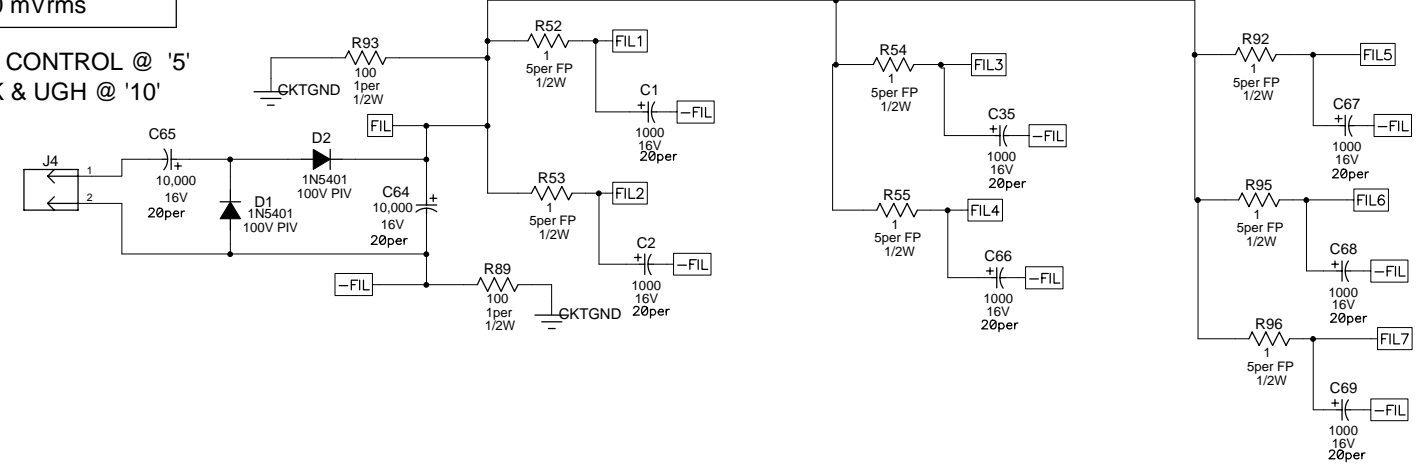 0 mVrms
CONTROL @ '5'
K & UGH @ '10'
R93
100
1per
1/2W
CKTGND
R52
1
5per FP
1/2W
FIL1
C1
+
1000
16V
20per
-FIL
FIL
R53
1
5per FP
1/2W
FIL2
C2
+
1000
16V
20per
-FIL
J4
1
2
C65
+
10,000
16V
20per
D1
1N5401
100V PIV
D2
1N5401
100V PIV
C64
+
10,000
16V
20per
-FIL
R89
100
1per
1/2W
CKTGND
R54
1
5per FP
1/2W
FIL3
C35
+
1000
16V
20per
-FIL
R55
1
5per FP
1/2W
FIL4
C66
+
1000
16V
20per
-FIL
R92
1
5per FP
1/2W
FIL5
C67
+
1000
16V
20per
-FIL
R95
1
5per FP
1/2W
FIL6
C68
+
1000
16V
20per
-FIL
R96
1
5per FP
1/2W
FIL7
C69
+
1000
16V
20per
-FIL